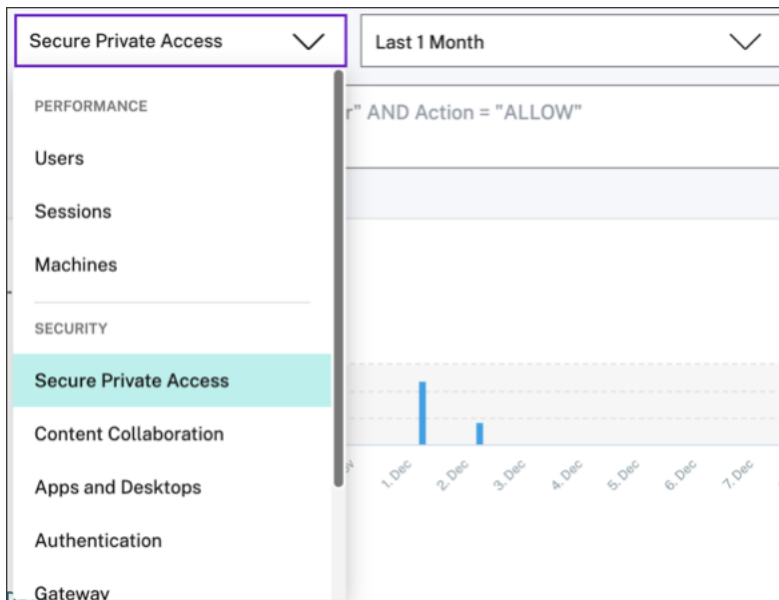 Secure Private Access
Last 1 Month
PERFORMANCE
r" AND Action = "ALLOW"
Users
Sessions
Machines
SECURITY
Secure Private Access
Content Collaboration
Apps and Desktops
Authentication
Gateway
1. Dec
2. Dec
3. Dec
4. Dec
5. Dec
6. Dec
7. Dec